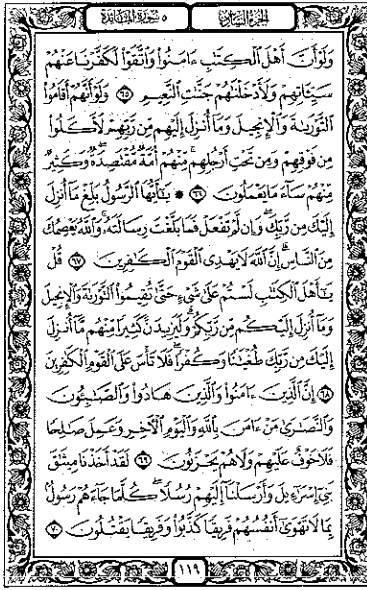 الجزء السادس ٥ سورة المائدة
وَلَوْ أَنَّ أَهْلَ الْكِتَٰبِ ءَامَنُوا۟ وَاتَّقَوْا۟ لَكَفَّرْنَا عَنْهُمْ
سَيِّـَٔاتِهِمْ وَلَأَدْخَلْنَٰهُمْ جَنَّٰتِ النَّعِيمِ ٦٥ وَلَوْ أَنَّهُمْ أَقَامُوا۟
التَّوْرَىٰةَ وَالْإِنجِيلَ وَمَا أُنزِلَ إِلَيْهِم مِّن رَّبِّهِمْ لَأَكَلُوا۟
مِن فَوْقِهِمْ وَمِن تَحْتِ أَرْجُلِهِم مِّنْهُمْ أُمَّةٌ مُّقْتَصِدَةٌ وَكَثِيرٌ
مِّنْهُمْ سَآءَ مَا يَعْمَلُونَ ٦٦ ۞ يَٰٓأَيُّهَا الرَّسُولُ بَلِّغْ مَآ أُنزِلَ
إِلَيْكَ مِن رَّبِّكَ وَإِن لَّمْ تَفْعَلْ فَمَا بَلَّغْتَ رِسَالَتَهُۥ وَاللَّهُ يَعْصِمُكَ
مِنَ النَّاسِ إِنَّ اللَّهَ لَا يَهْدِى الْقَوْمَ الْكَٰفِرِينَ ٦٧ قُلْ
يَٰٓأَهْلَ الْكِتَٰبِ لَسْتُمْ عَلَىٰ شَىْءٍ حَتَّىٰ تُقِيمُوا۟ التَّوْرَىٰةَ وَالْإِنجِيلَ
وَمَآ أُنزِلَ إِلَيْكُم مِّن رَّبِّكُمْ وَلَيَزِيدَنَّ كَثِيرًا مِّنْهُم مَّآ أُنزِلَ
إِلَيْكَ مِن رَّبِّكَ طُغْيَٰنًا وَكُفْرًا فَلَا تَأْسَ عَلَى الْقَوْمِ الْكَٰفِرِينَ
٦٨ إِنَّ الَّذِينَ ءَامَنُوا۟ وَالَّذِينَ هَادُوا۟ وَالصَّٰبِـُٔونَ
وَالنَّصَٰرَىٰ مَنْ ءَامَنَ بِاللَّهِ وَالْيَوْمِ الْءَاخِرِ وَعَمِلَ صَٰلِحًا
فَلَا خَوْفٌ عَلَيْهِمْ وَلَا هُمْ يَحْزَنُونَ ٦٩ لَقَدْ أَخَذْنَا مِيثَٰقَ
بَنِىٓ إِسْرَٰٓءِيلَ وَأَرْسَلْنَآ إِلَيْهِمْ رُسُلًا كُلَّمَا جَآءَهُمْ رَسُولٌۢ
بِمَا لَا تَهْوَىٰٓ أَنفُسُهُمْ فَرِيقًا كَذَّبُوا۟ وَفَرِيقًا يَقْتُلُونَ ٧٠
١١٩